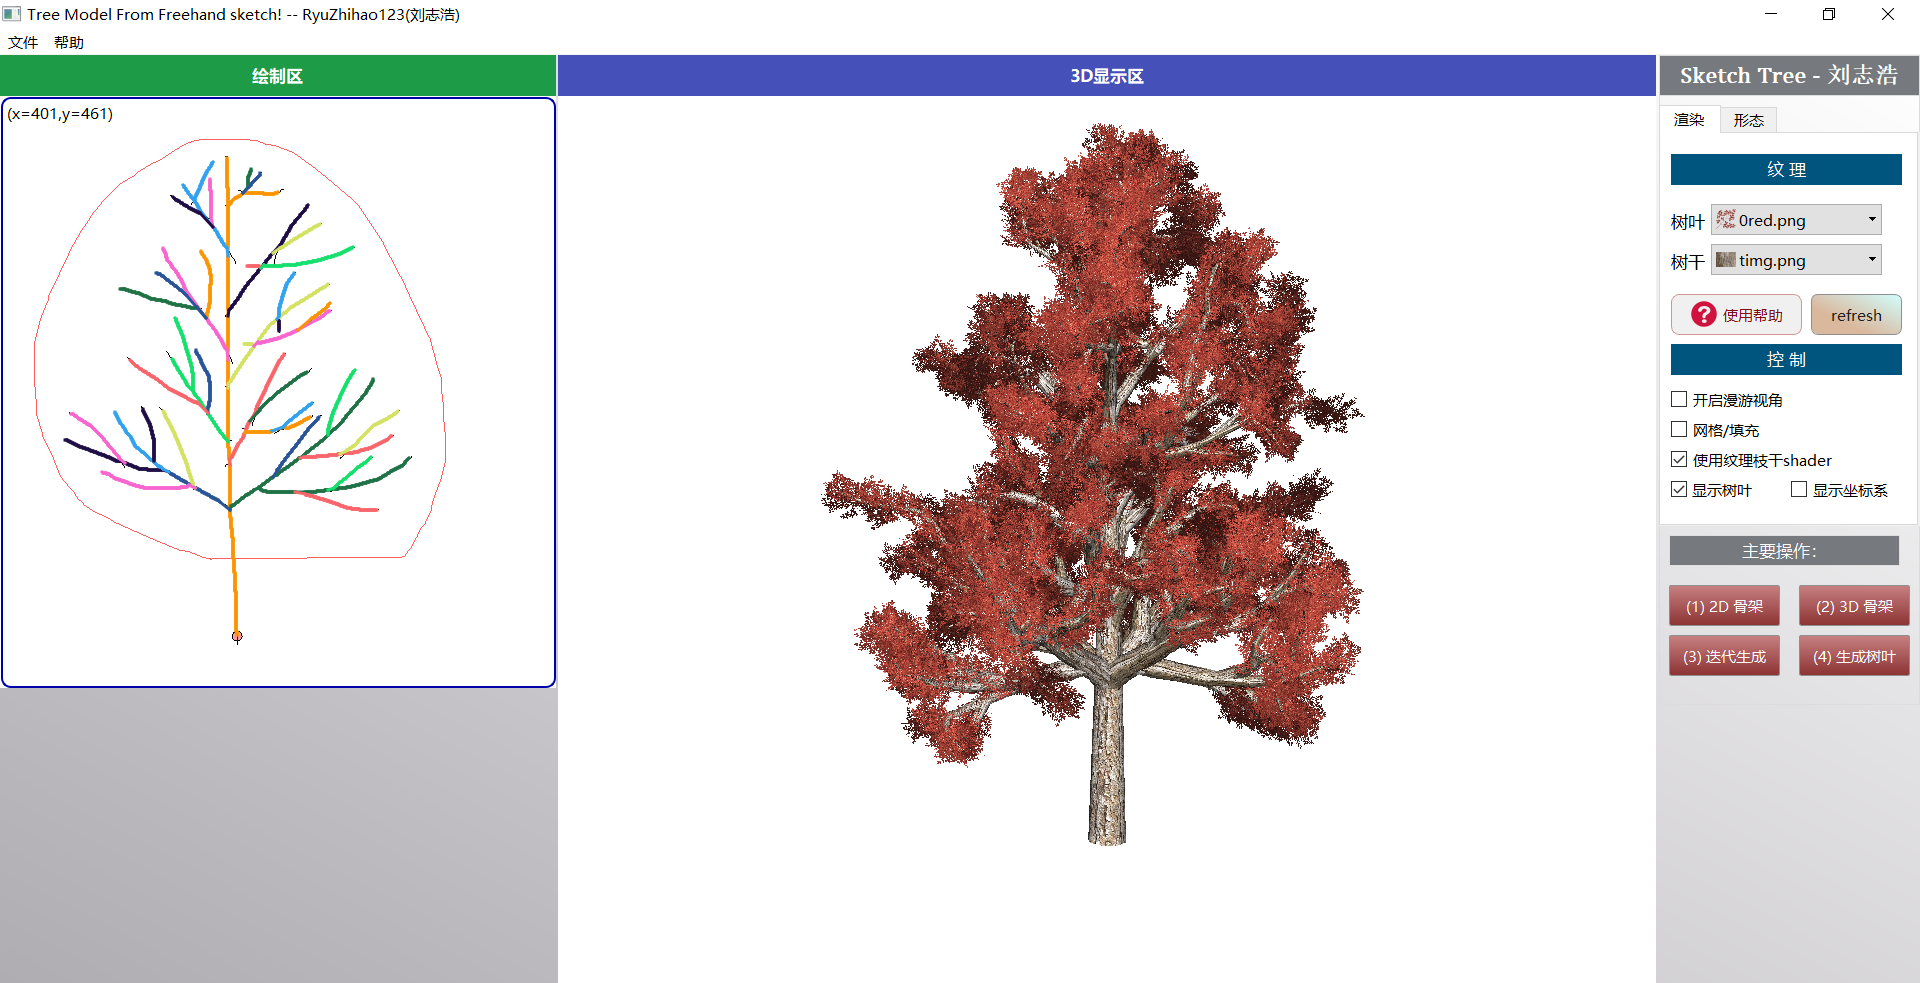 Tree Model From Freehand sketch! -- RyuZhihao123(刘志浩)
文件 帮助
绘制区
3D显示区
Sketch Tree - 刘志浩
(x=401,y=461)
渲染 形态
纹 理
树叶 0red.png
树干 timg.png
? 使用帮助 refresh
控 制
开启漫游视角
网格/填充
使用纹理枝干shader
显示树叶 显示坐标系
主要操作：
(1) 2D 骨架 (2) 3D 骨架
(3) 迭代生成 (4) 生成树叶